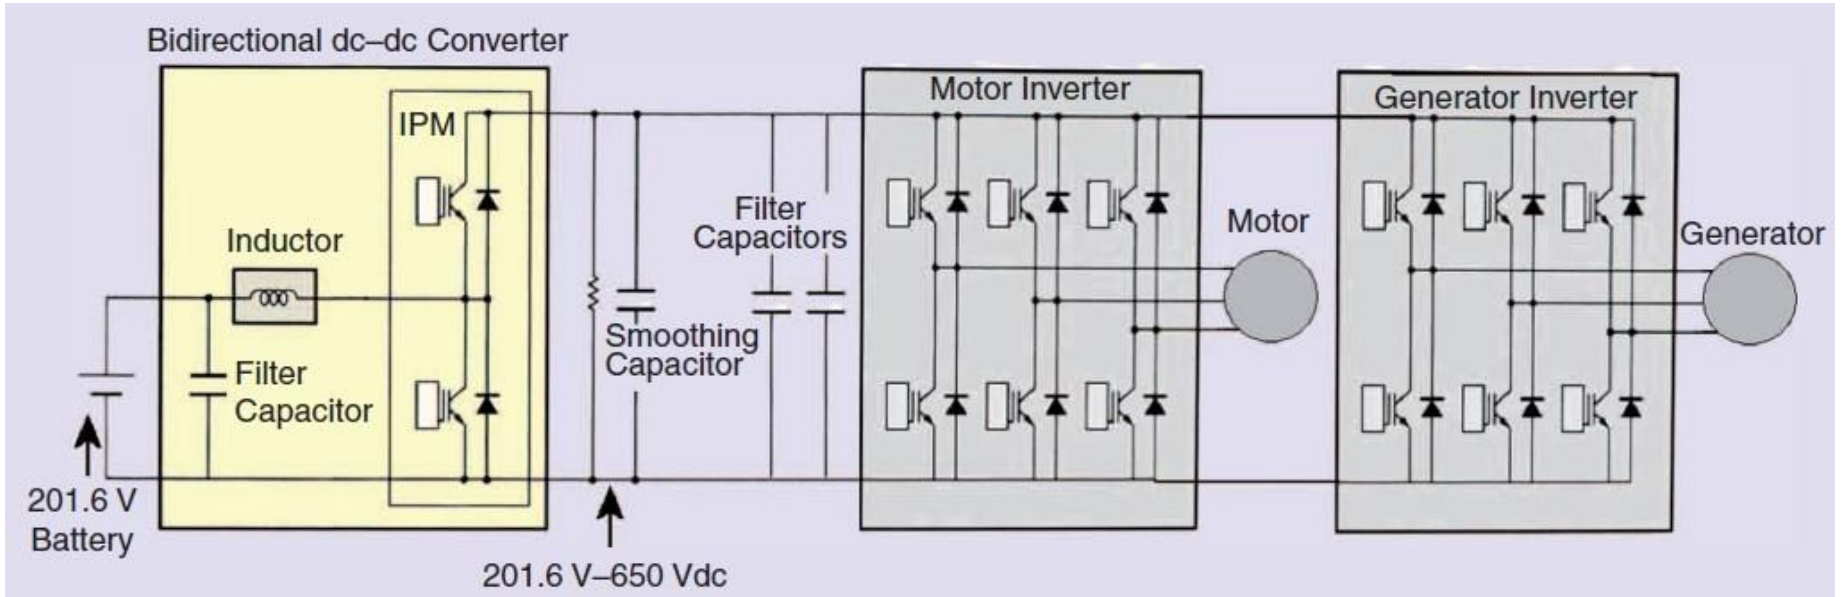 Bidirectional dc–dc Converter
IPM
Inductor
Filter
Capacitor
201.6 V
Battery
Smoothing
Capacitor
Filter
Capacitors
201.6 V–650 Vdc
Motor Inverter
Motor
Generator Inverter
Generator